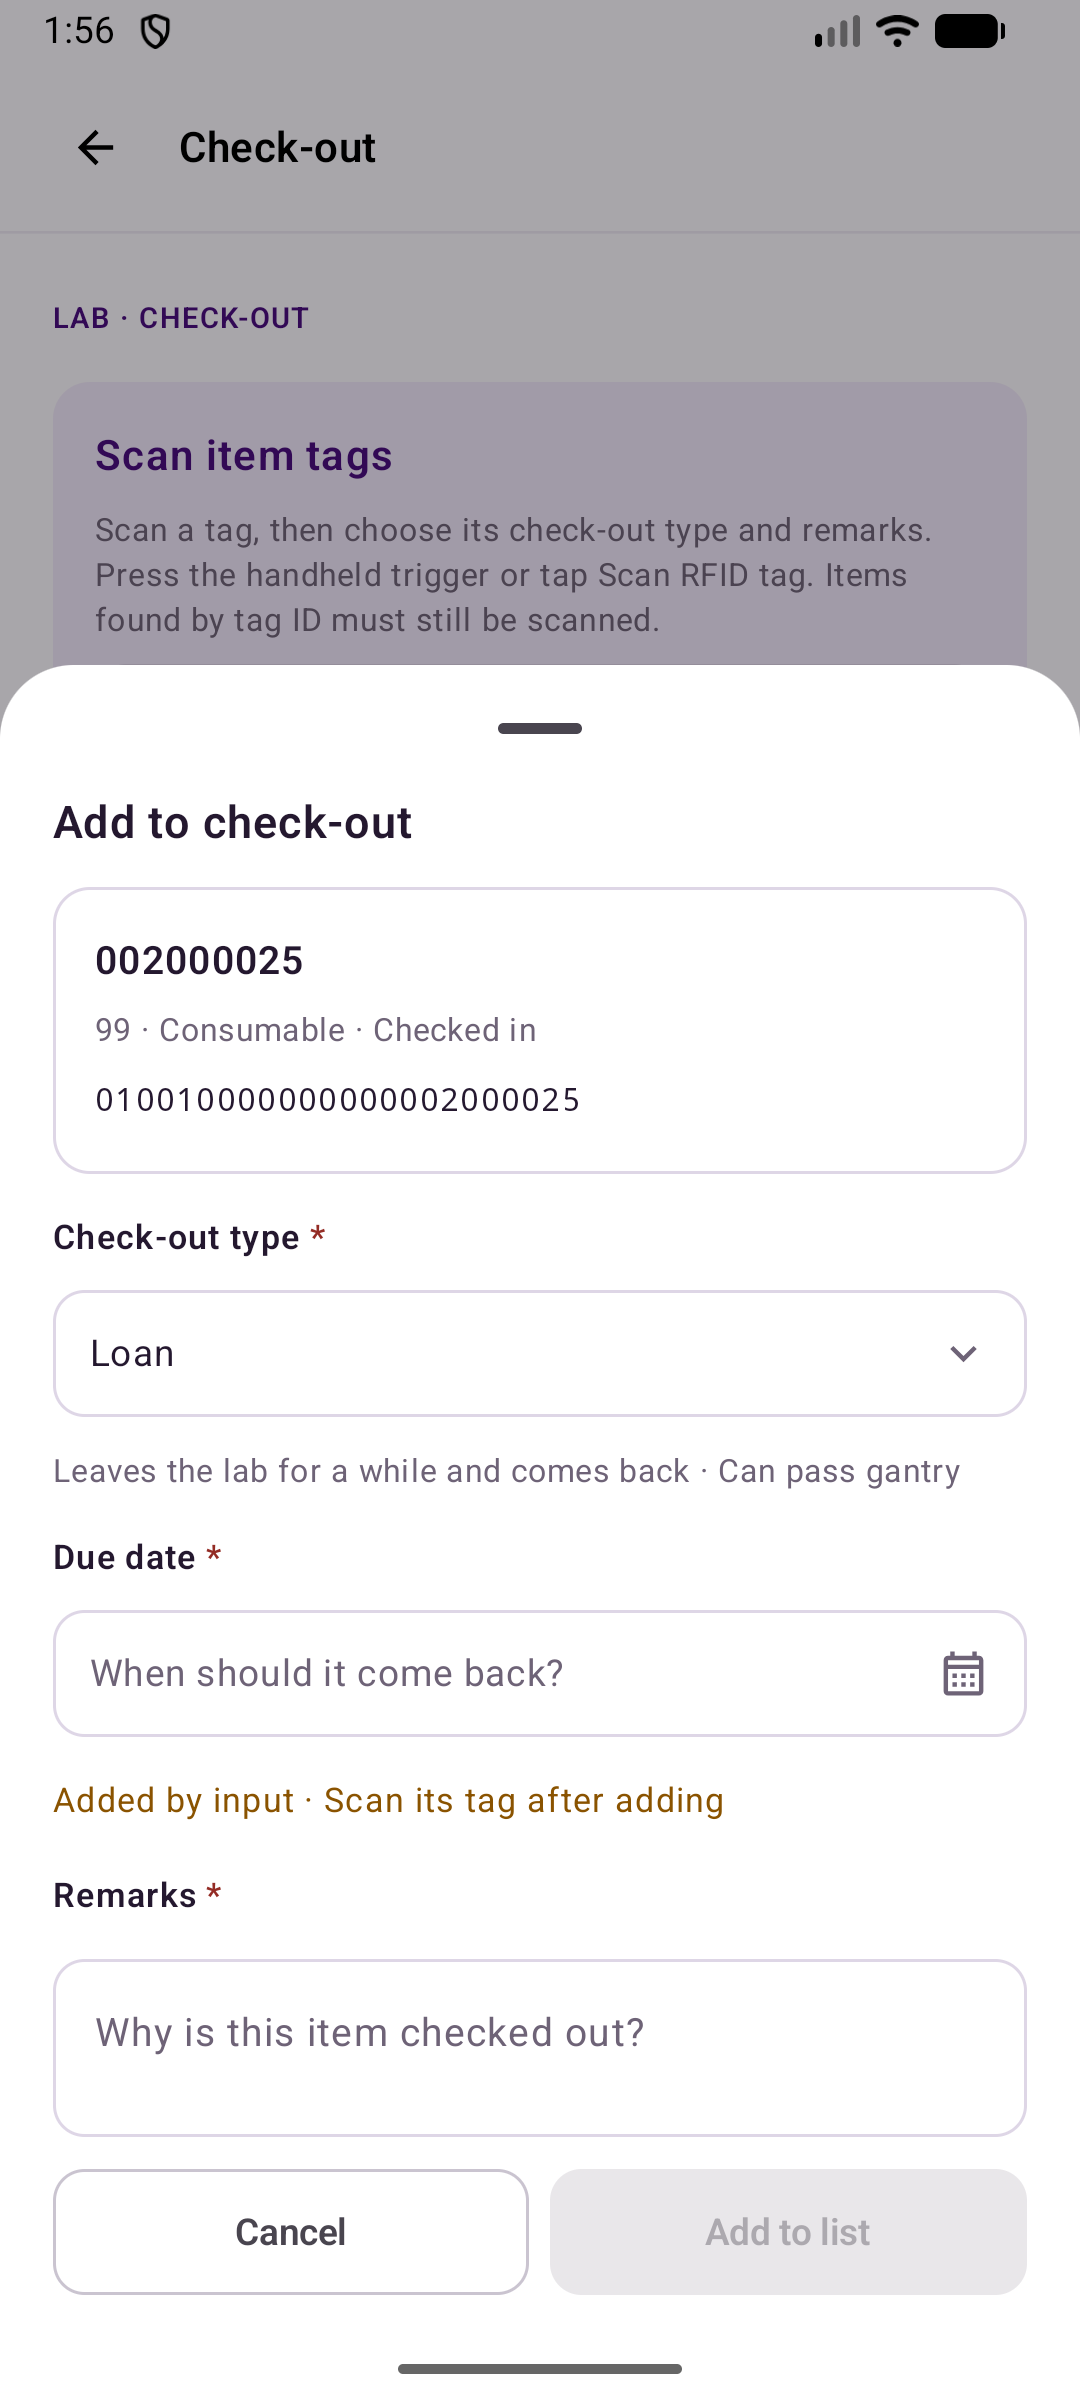 1:56
Check-out
LAB · CHECK-OUT
Scan item tags
Scan a tag, then choose its check-out type and remarks.
Press the handheld trigger or tap Scan RFID tag. Items
found by tag ID must still be scanned.
Add to check-out
002000025
99 · Consumable · Checked in
010010000000000002000025
Check-out type *
Loan
Leaves the lab for a while and comes back · Can pass gantry
Due date *
When should it come back?
Added by input · Scan its tag after adding
Remarks *
Why is this item checked out?
Cancel
Add to list